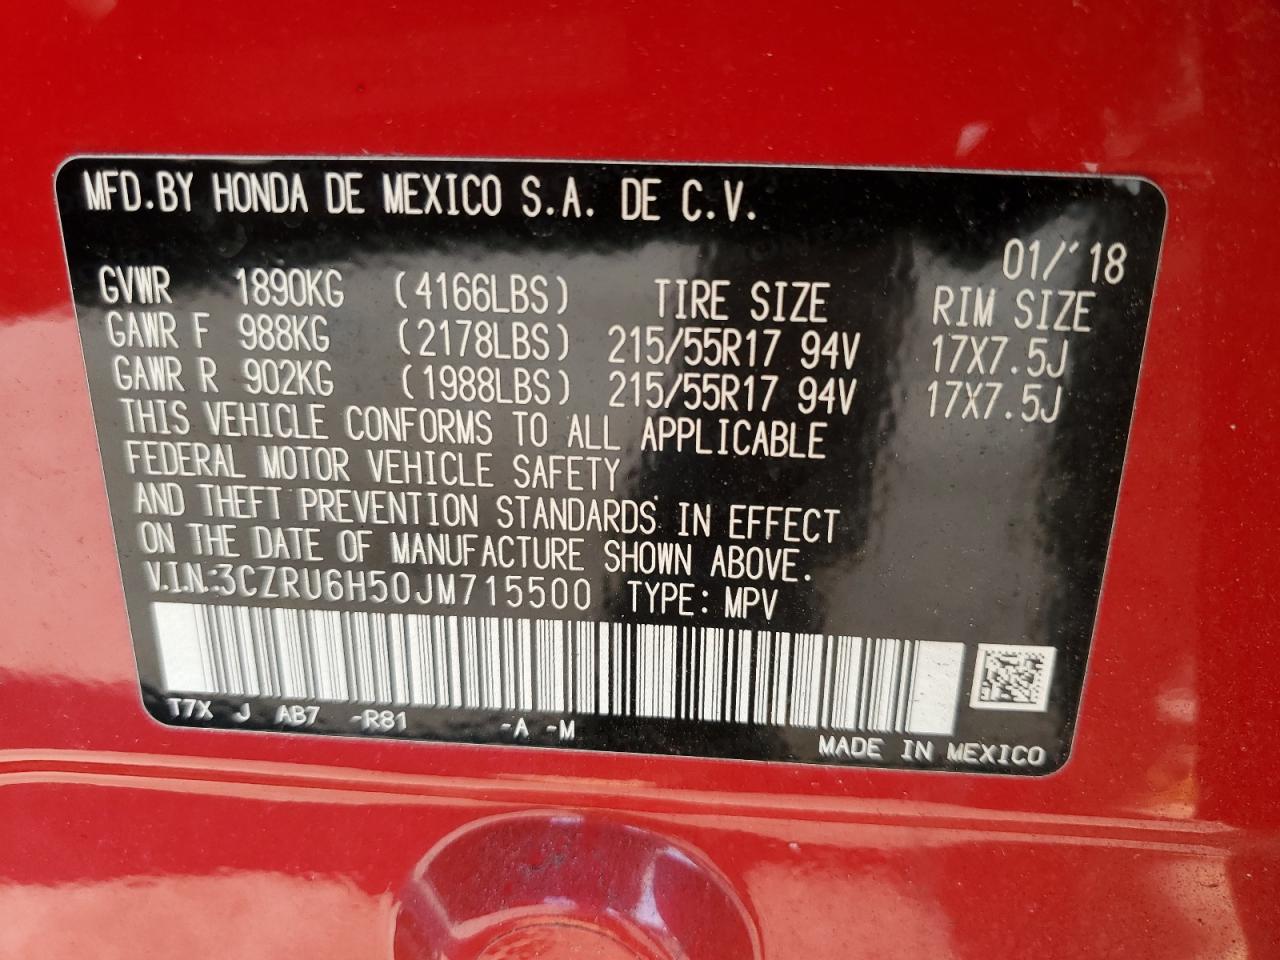 MFD.BY HONDA DE MEXICO S.A. DE C.V.
01/'18
GVWR 1890KG (4166LBS) TIRE SIZE RIM SIZE
GAWR F 988KG (2178LBS) 215/55R17 94V 17X7.5J
GAWR R 902KG (1988LBS) 215/55R17 94V 17X7.5J
THIS VEHICLE CONFORMS TO ALL APPLICABLE
FEDERAL MOTOR VEHICLE SAFETY
AND THEFT PREVENTION STANDARDS IN EFFECT
ON THE DATE OF MANUFACTURE SHOWN ABOVE.
V.I.N.:3CZRU6H50JM715500 TYPE: MPV
T7X J AB7 -R81 -A -M
MADE IN MEXICO